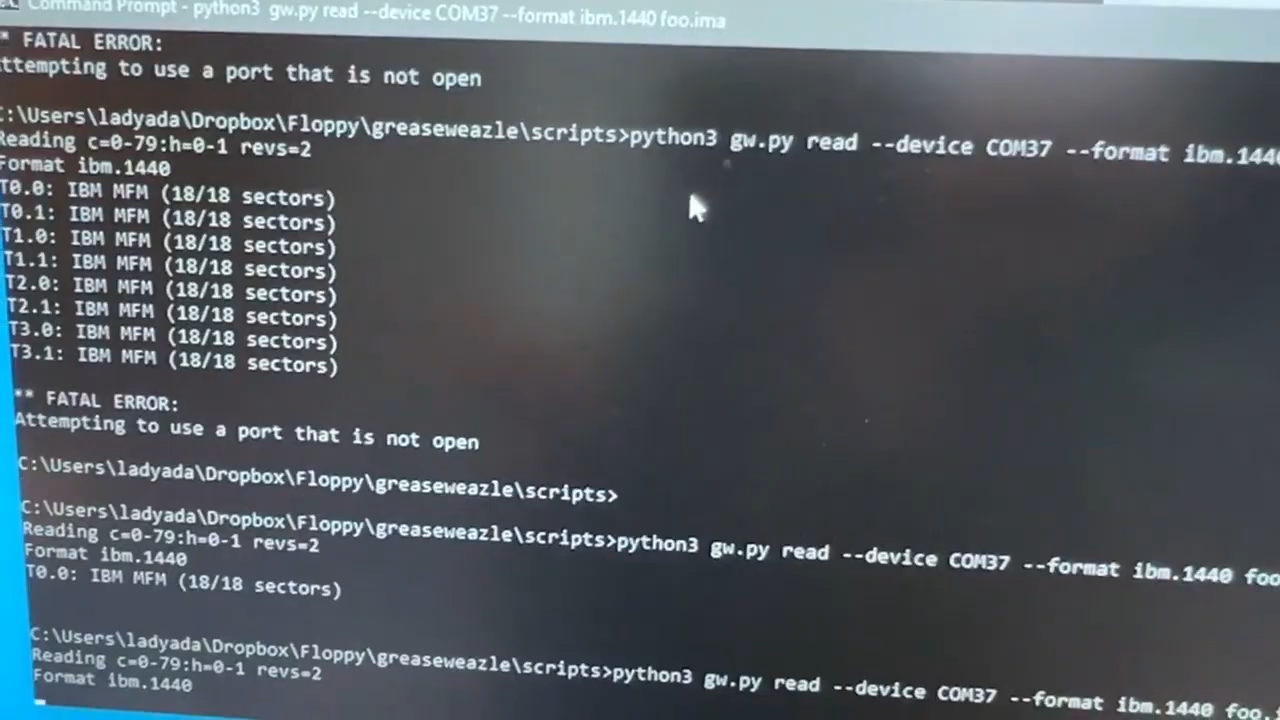 Command Prompt - python3 gw.py read --device COM37 --format ibm.1440 foo.ima
* FATAL ERROR:
ttempting to use a port that is not open
C:\Users\ladyada\Dropbox\Floppy\greaseweazle\scripts>python3 gw.py read --device COM37 --format ibm.1440
Reading c=0-79:h=0-1 revs=2
Format ibm.1440
T0.0: IBM MFM (18/18 sectors)
T0.1: IBM MFM (18/18 sectors)
T1.0: IBM MFM (18/18 sectors)
T1.1: IBM MFM (18/18 sectors)
T2.0: IBM MFM (18/18 sectors)
T2.1: IBM MFM (18/18 sectors)
T3.0: IBM MFM (18/18 sectors)
T3.1: IBM MFM (18/18 sectors)
** FATAL ERROR:
Attempting to use a port that is not open
C:\Users\ladyada\Dropbox\Floppy\greaseweazle\scripts>
C:\Users\ladyada\Dropbox\Floppy\greaseweazle\scripts>python3 gw.py read --device COM37 --format ibm.1440 foo
Reading c=0-79:h=0-1 revs=2
Format ibm.1440
T0.0: IBM MFM (18/18 sectors)
C:\Users\ladyada\Dropbox\Floppy\greaseweazle\scripts>python3 gw.py read --device COM37 --format ibm.1440 foo.
Reading c=0-79:h=0-1 revs=2
Format ibm.1440